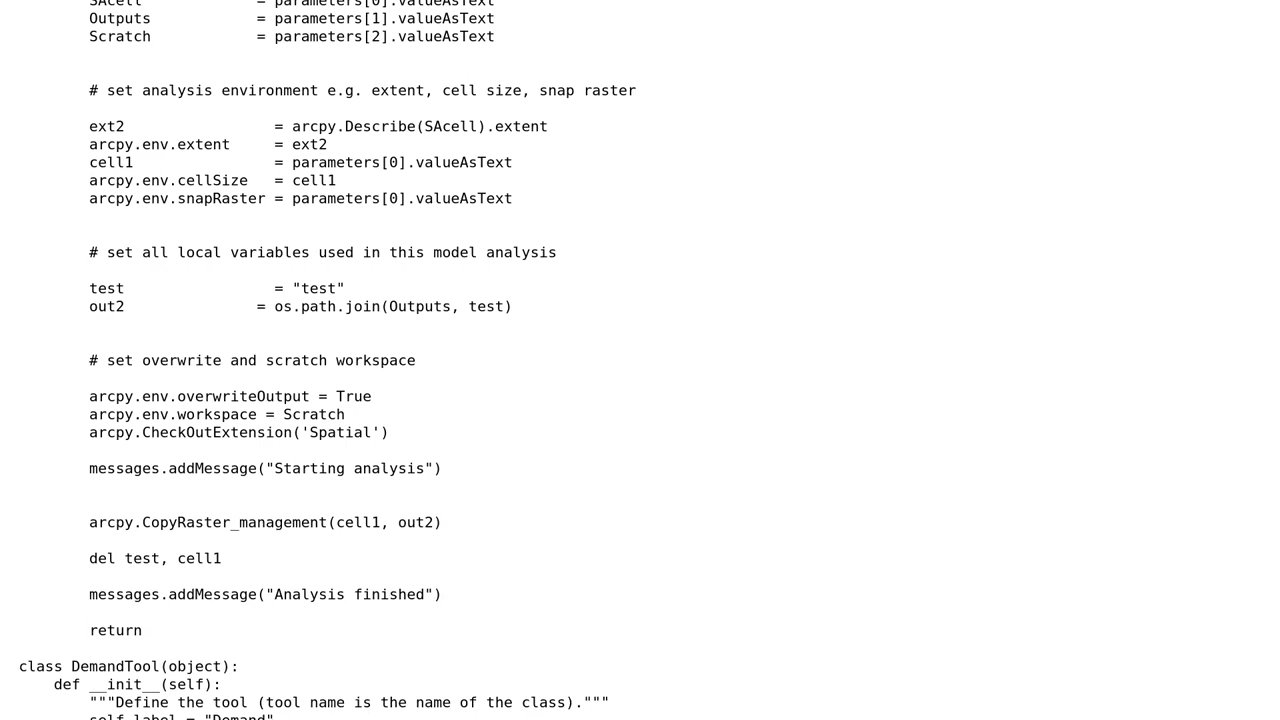 SAcell                = parameters[0].valueAsText
Outputs            = parameters[1].valueAsText
Scratch            = parameters[2].valueAsText
# set analysis environment e.g. extent, cell size, snap raster
ext2                 = arcpy.Describe(SAcell).extent
arcpy.env.extent     = ext2
cell1                = parameters[0].valueAsText
arcpy.env.cellSize   = cell1
arcpy.env.snapRaster = parameters[0].valueAsText
# set all local variables used in this model analysis
test                 = "test"
out2               = os.path.join(Outputs, test)
# set overwrite and scratch workspace
arcpy.env.overwriteOutput = True
arcpy.env.workspace = Scratch
arcpy.CheckOutExtension('Spatial')
messages.addMessage("Starting analysis")
arcpy.CopyRaster_management(cell1, out2)
del test, cell1
messages.addMessage("Analysis finished")
return
class DemandTool(object):
def __init__(self):
"""Define the tool (tool name is the name of the class)."""
self.label = "Demand"